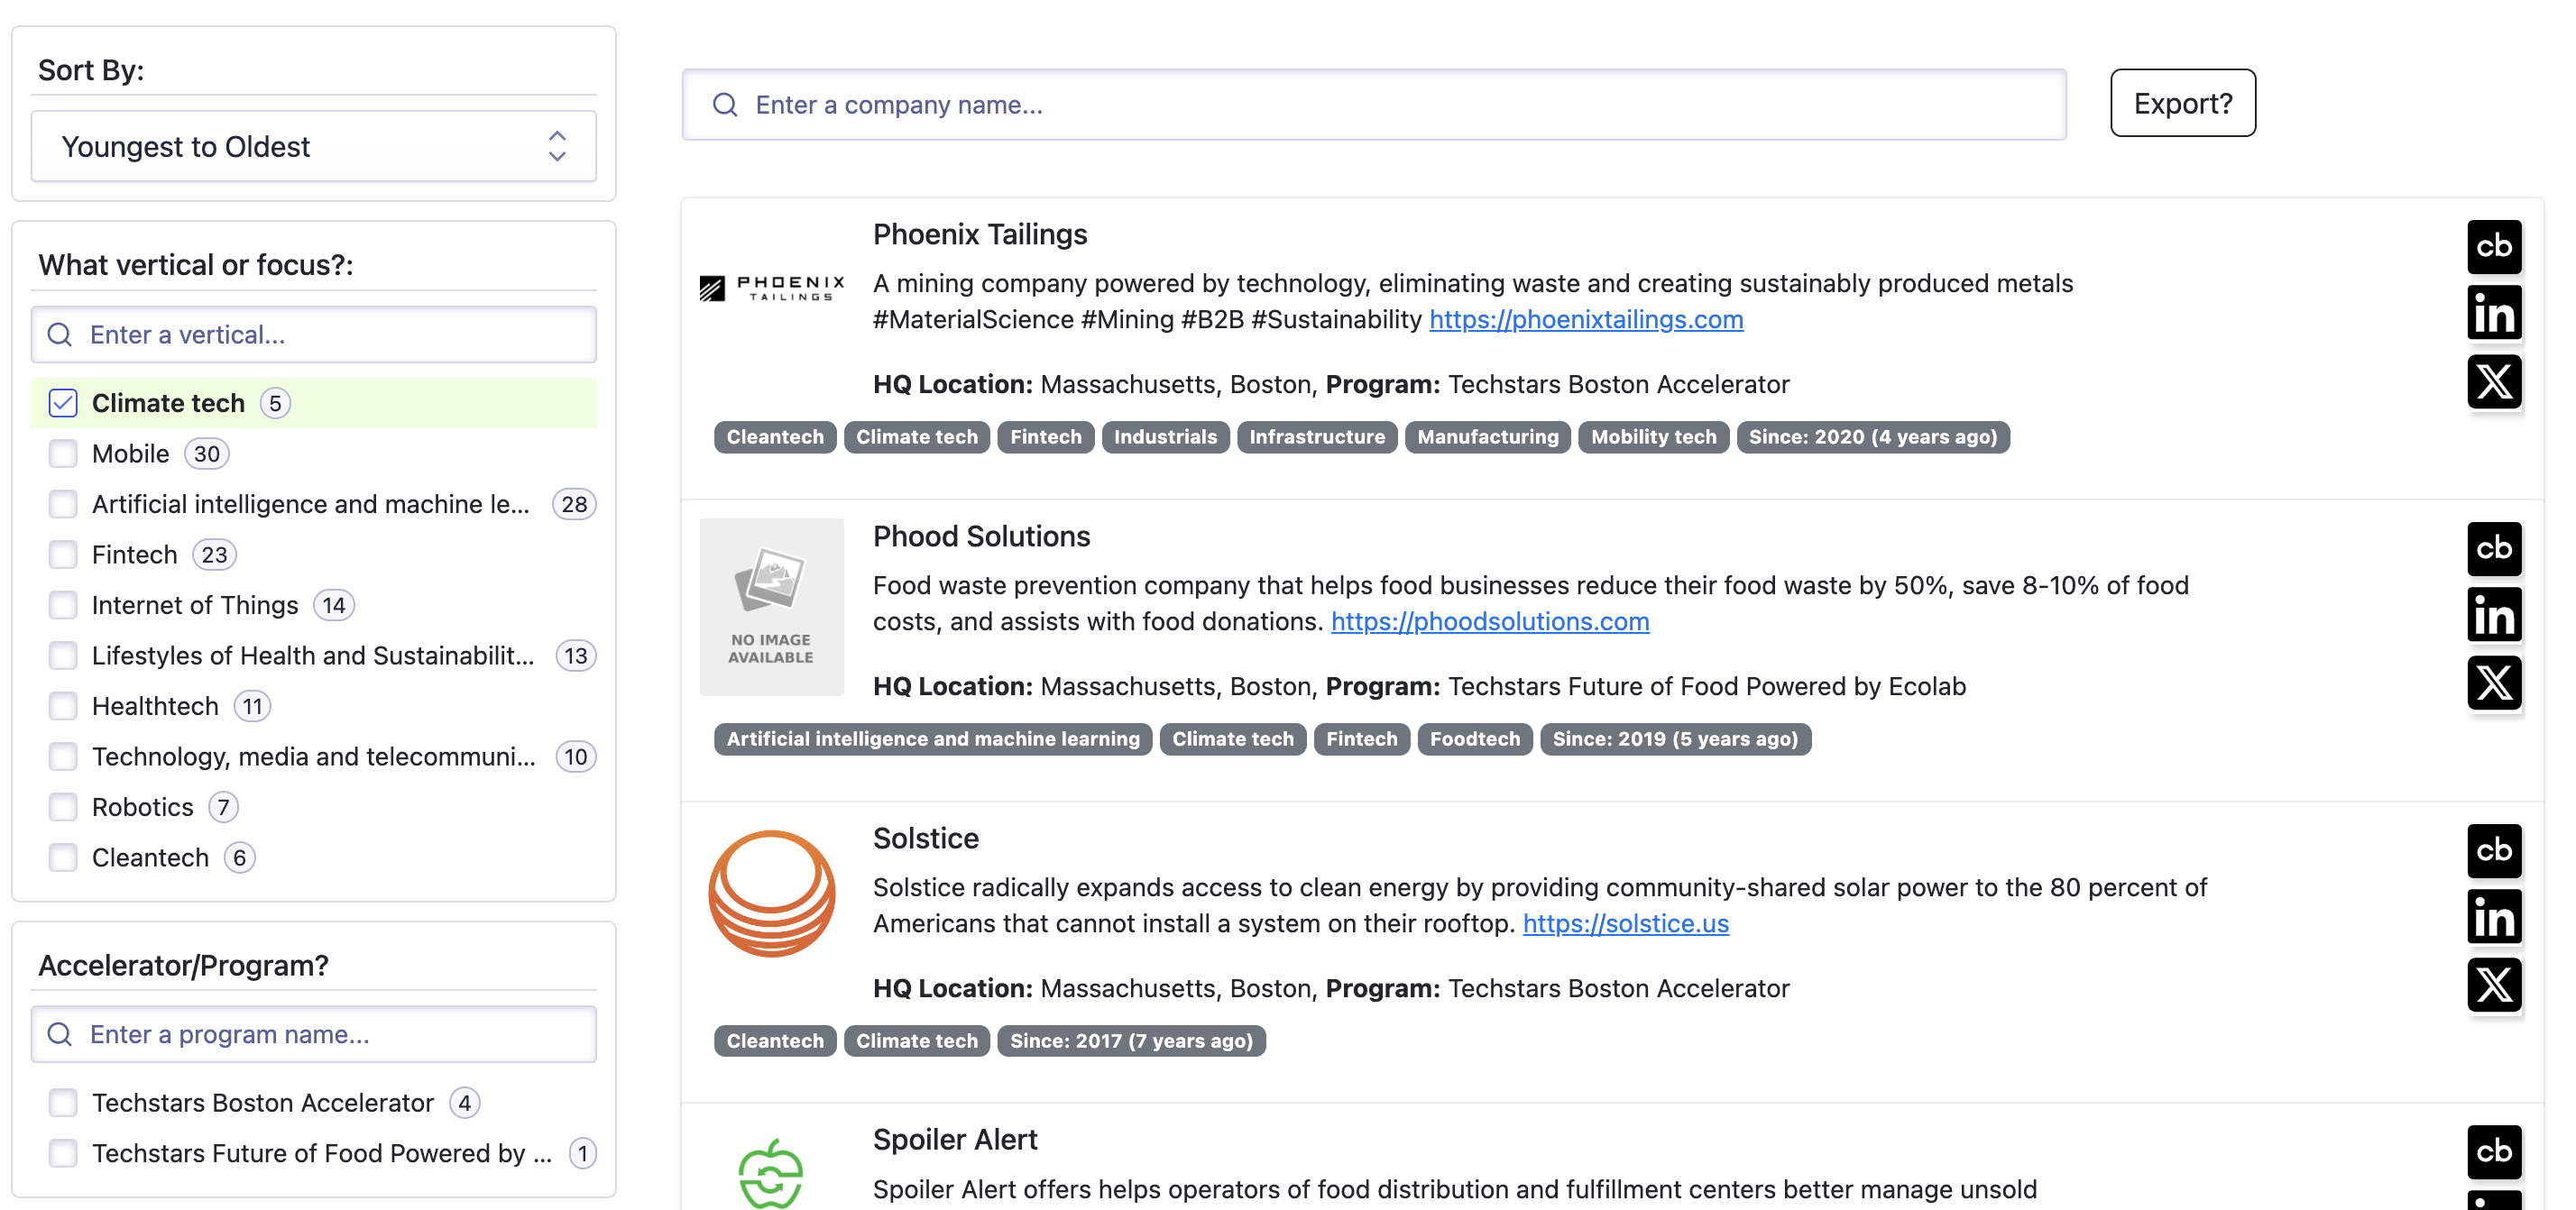 Sort By:
Youngest to Oldest
What vertical or focus?:
Enter a vertical...
Climate tech 5
Mobile 30
Artificial intelligence and machine le... 28
Fintech 23
Internet of Things 14
Lifestyles of Health and Sustainabilit... 13
Healthtech 11
Technology, media and telecommuni... 10
Robotics 7
Cleantech 6
Accelerator/Program?
Enter a program name...
Techstars Boston Accelerator 4
Techstars Future of Food Powered by ... 1
Enter a company name...
Export?
PHOENIX
TAILINGS
Phoenix Tailings
A mining company powered by technology, eliminating waste and creating sustainably produced metals
#MaterialScience #Mining #B2B #Sustainability https://phoenixtailings.com
HQ Location: Massachusetts, Boston, Program: Techstars Boston Accelerator
Cleantech Climate tech Fintech Industrials Infrastructure Manufacturing Mobility tech Since: 2020 (4 years ago)
cb
in
X
NO IMAGE
AVAILABLE
Phood Solutions
Food waste prevention company that helps food businesses reduce their food waste by 50%, save 8-10% of food
costs, and assists with food donations. https://phoodsolutions.com
HQ Location: Massachusetts, Boston, Program: Techstars Future of Food Powered by Ecolab
Artificial intelligence and machine learning Climate tech Fintech Foodtech Since: 2019 (5 years ago)
cb
in
X
Solstice
Solstice radically expands access to clean energy by providing community-shared solar power to the 80 percent of
Americans that cannot install a system on their rooftop. https://solstice.us
HQ Location: Massachusetts, Boston, Program: Techstars Boston Accelerator
Cleantech Climate tech Since: 2017 (7 years ago)
cb
in
X
Spoiler Alert
Spoiler Alert offers helps operators of food distribution and fulfillment centers better manage unsold
cb